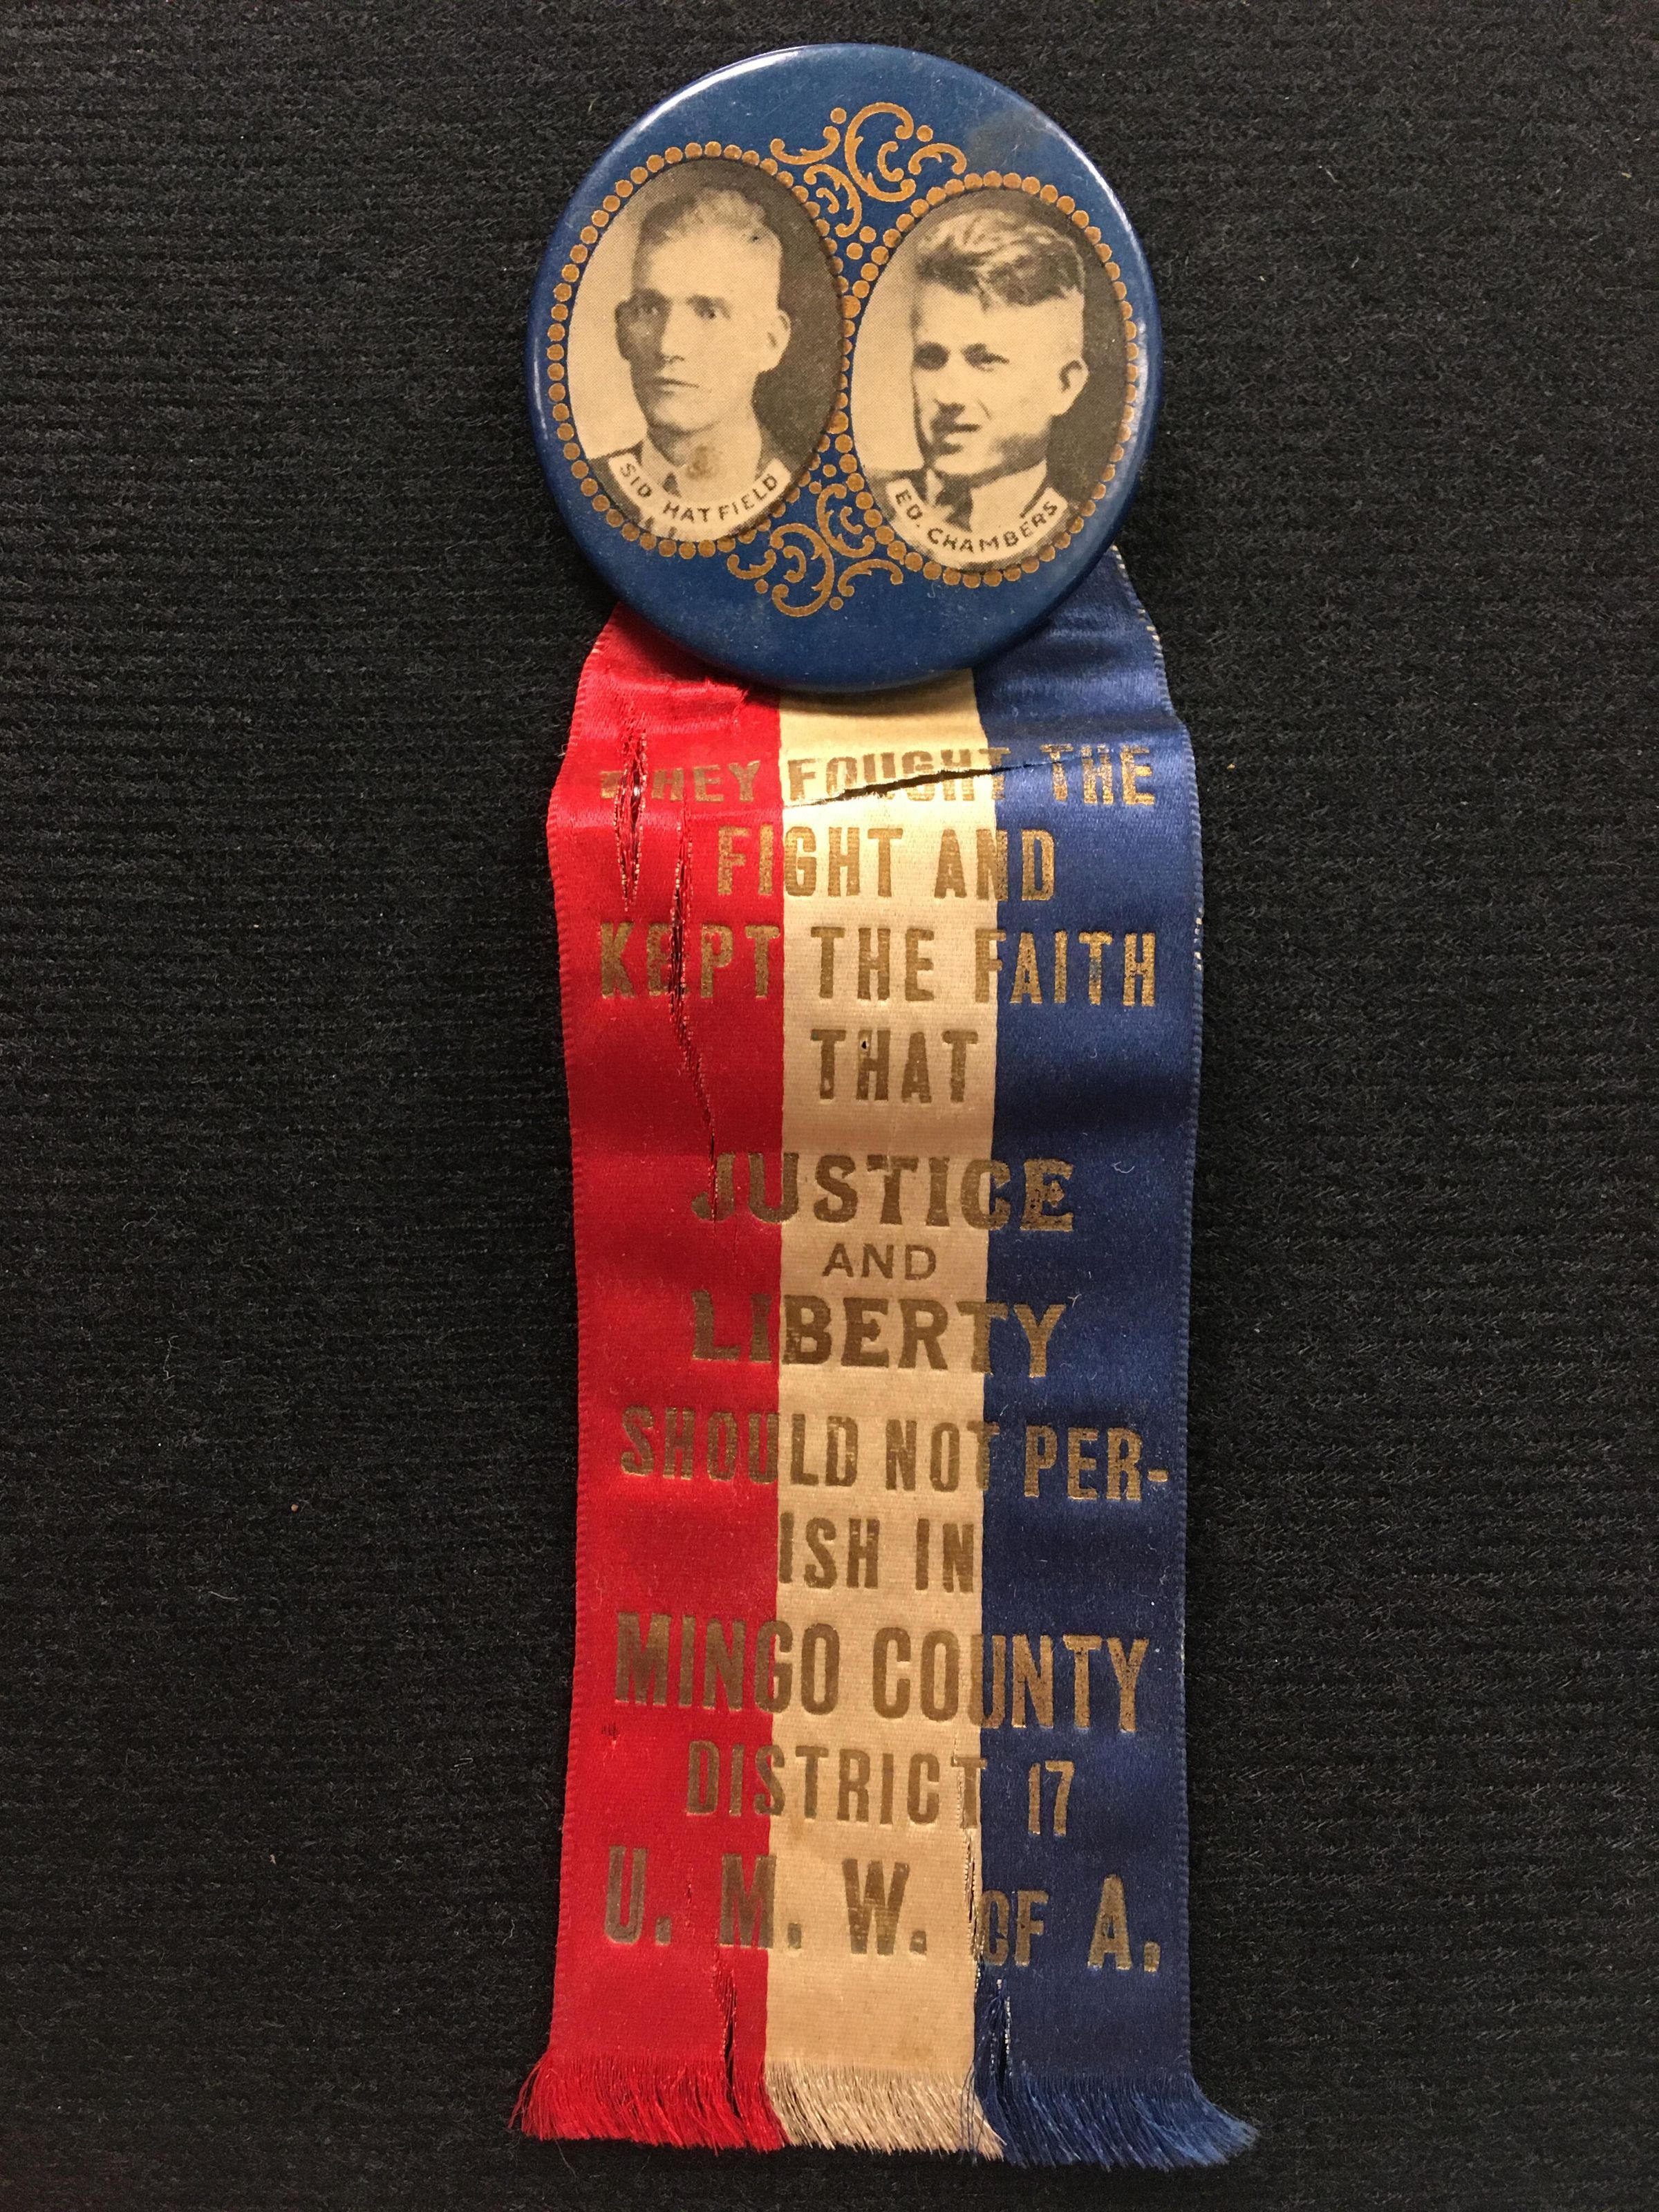 SID HATFIELD
ED. CHAMBERS
THEY FOUGHT THE
FIGHT AND
KEPT THE FAITH
THAT
JUSTICE
AND
LIBERTY
SHOULD NOT PER-
ISH IN
MINGO COUNTY
DISTRICT 17
U. M. W. OF A.